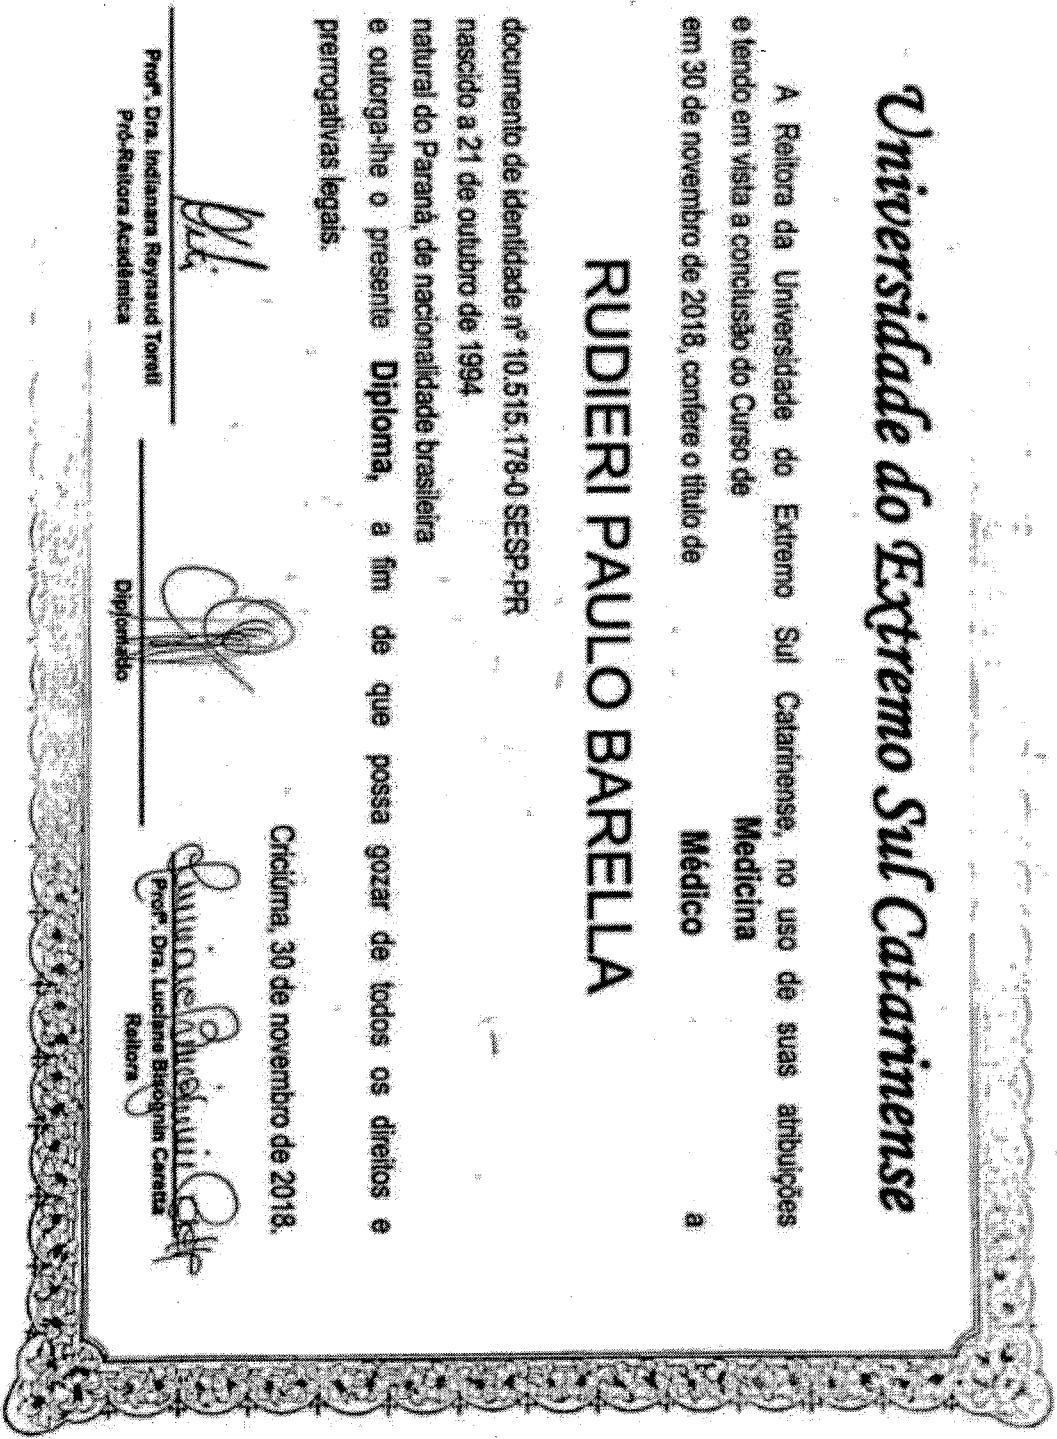 Universidade do Extremo Sul Catarinense
A Reitora da Universidade do Extremo Sul Catarinense, no uso de suas atribuições
e tendo em vista a conclusão do Curso de Medicina
em 30 de novembro de 2018, confere o título de Médico a
RUDIERI PAULO BARELLA
documento de identidade nº 10.515.178-0 SESP-PR
nascido a 21 de outubro de 1994
natural do Paraná, de nacionalidade brasileira
e outorga-lhe o presente Diploma, a fim de que possa gozar de todos os direitos e
prerrogativas legais.
Criciúma, 30 de novembro de 2018.
Profª. Dra. Indianara Reynaud Toreti
Pró-Reitora Acadêmica
Diplomado
Profª. Dra. Luciane Bisognin Ceretta
Reitora